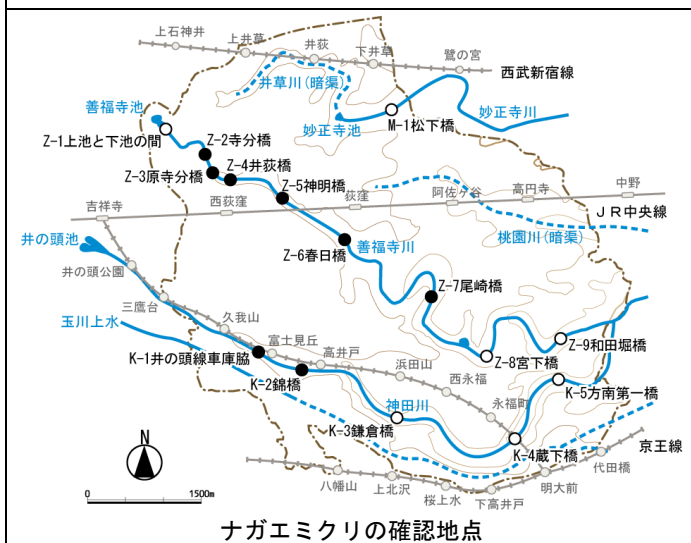 上石神井
上井草
井荻
下井草
鷺の宮
西武新宿線
井草川(暗渠)
善福寺池
妙正寺池
妙正寺川
M-1松下橋
Z-1上池と下池の間
Z-2寺分橋
Z-3原寺分橋
Z-4井荻橋
Z-5神明橋
吉祥寺
西荻窪
荻窪
阿佐ヶ谷
高円寺
中野
JR中央線
井の頭池
Z-6春日橋
善福寺川
桃園川(暗渠)
井の頭公園
三鷹台
Z-7尾崎橋
玉川上水
久我山
富士見丘
高井戸
浜田山
西永福
永福町
Z-8宮下橋
Z-9和田堀橋
K-1井の頭線車庫脇
K-2錦橋
神田川
K-3鎌倉橋
K-5方南第一橋
K-4蔵下橋
京王線
N
八幡山
上北沢
桜上水
下高井戸
明大前
代田橋
0
1500m
ナガエミクリの確認地点